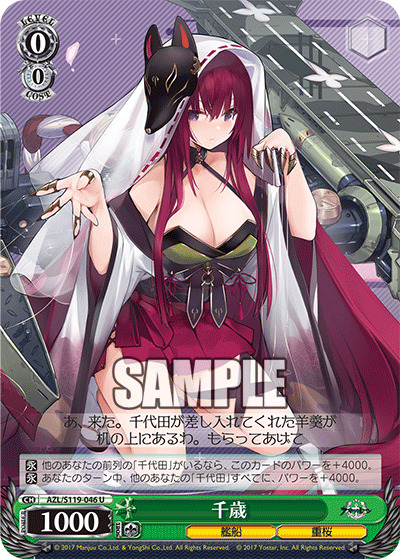 LEVEL
0
0
COST
SAMPLE
あ、来た。千代田が差し入れてくれた羊羹が
机の上にあるわ。もらってあげて
永 他のあなたの前列の「千代田」がいるなら、このカードのパワーを+4000。
永 あなたのターン中、他のあなたの「千代田」すべてに、パワーを+4000。
CH AZL/S119-046 U
1000
千歳
艦船
重桜
© 2017 Manjuu Co.,Ltd. & YongShi Co.,Ltd. All Rights Reserved. © 2017 Yostar, Inc. All Rights Reserved.